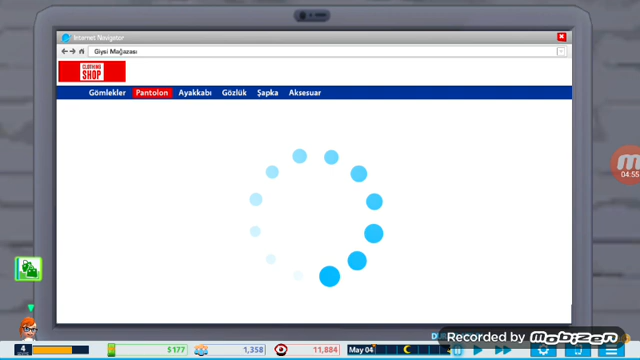 Internet Navigator
Giysi Mağazası
CLOTHING
SHOP
Gömlekler Pantolon Ayakkabı Gözlük Şapka Aksesuar
04:55
4 5177 1,358 11,884 May 04
Recorded by MOBIZEN